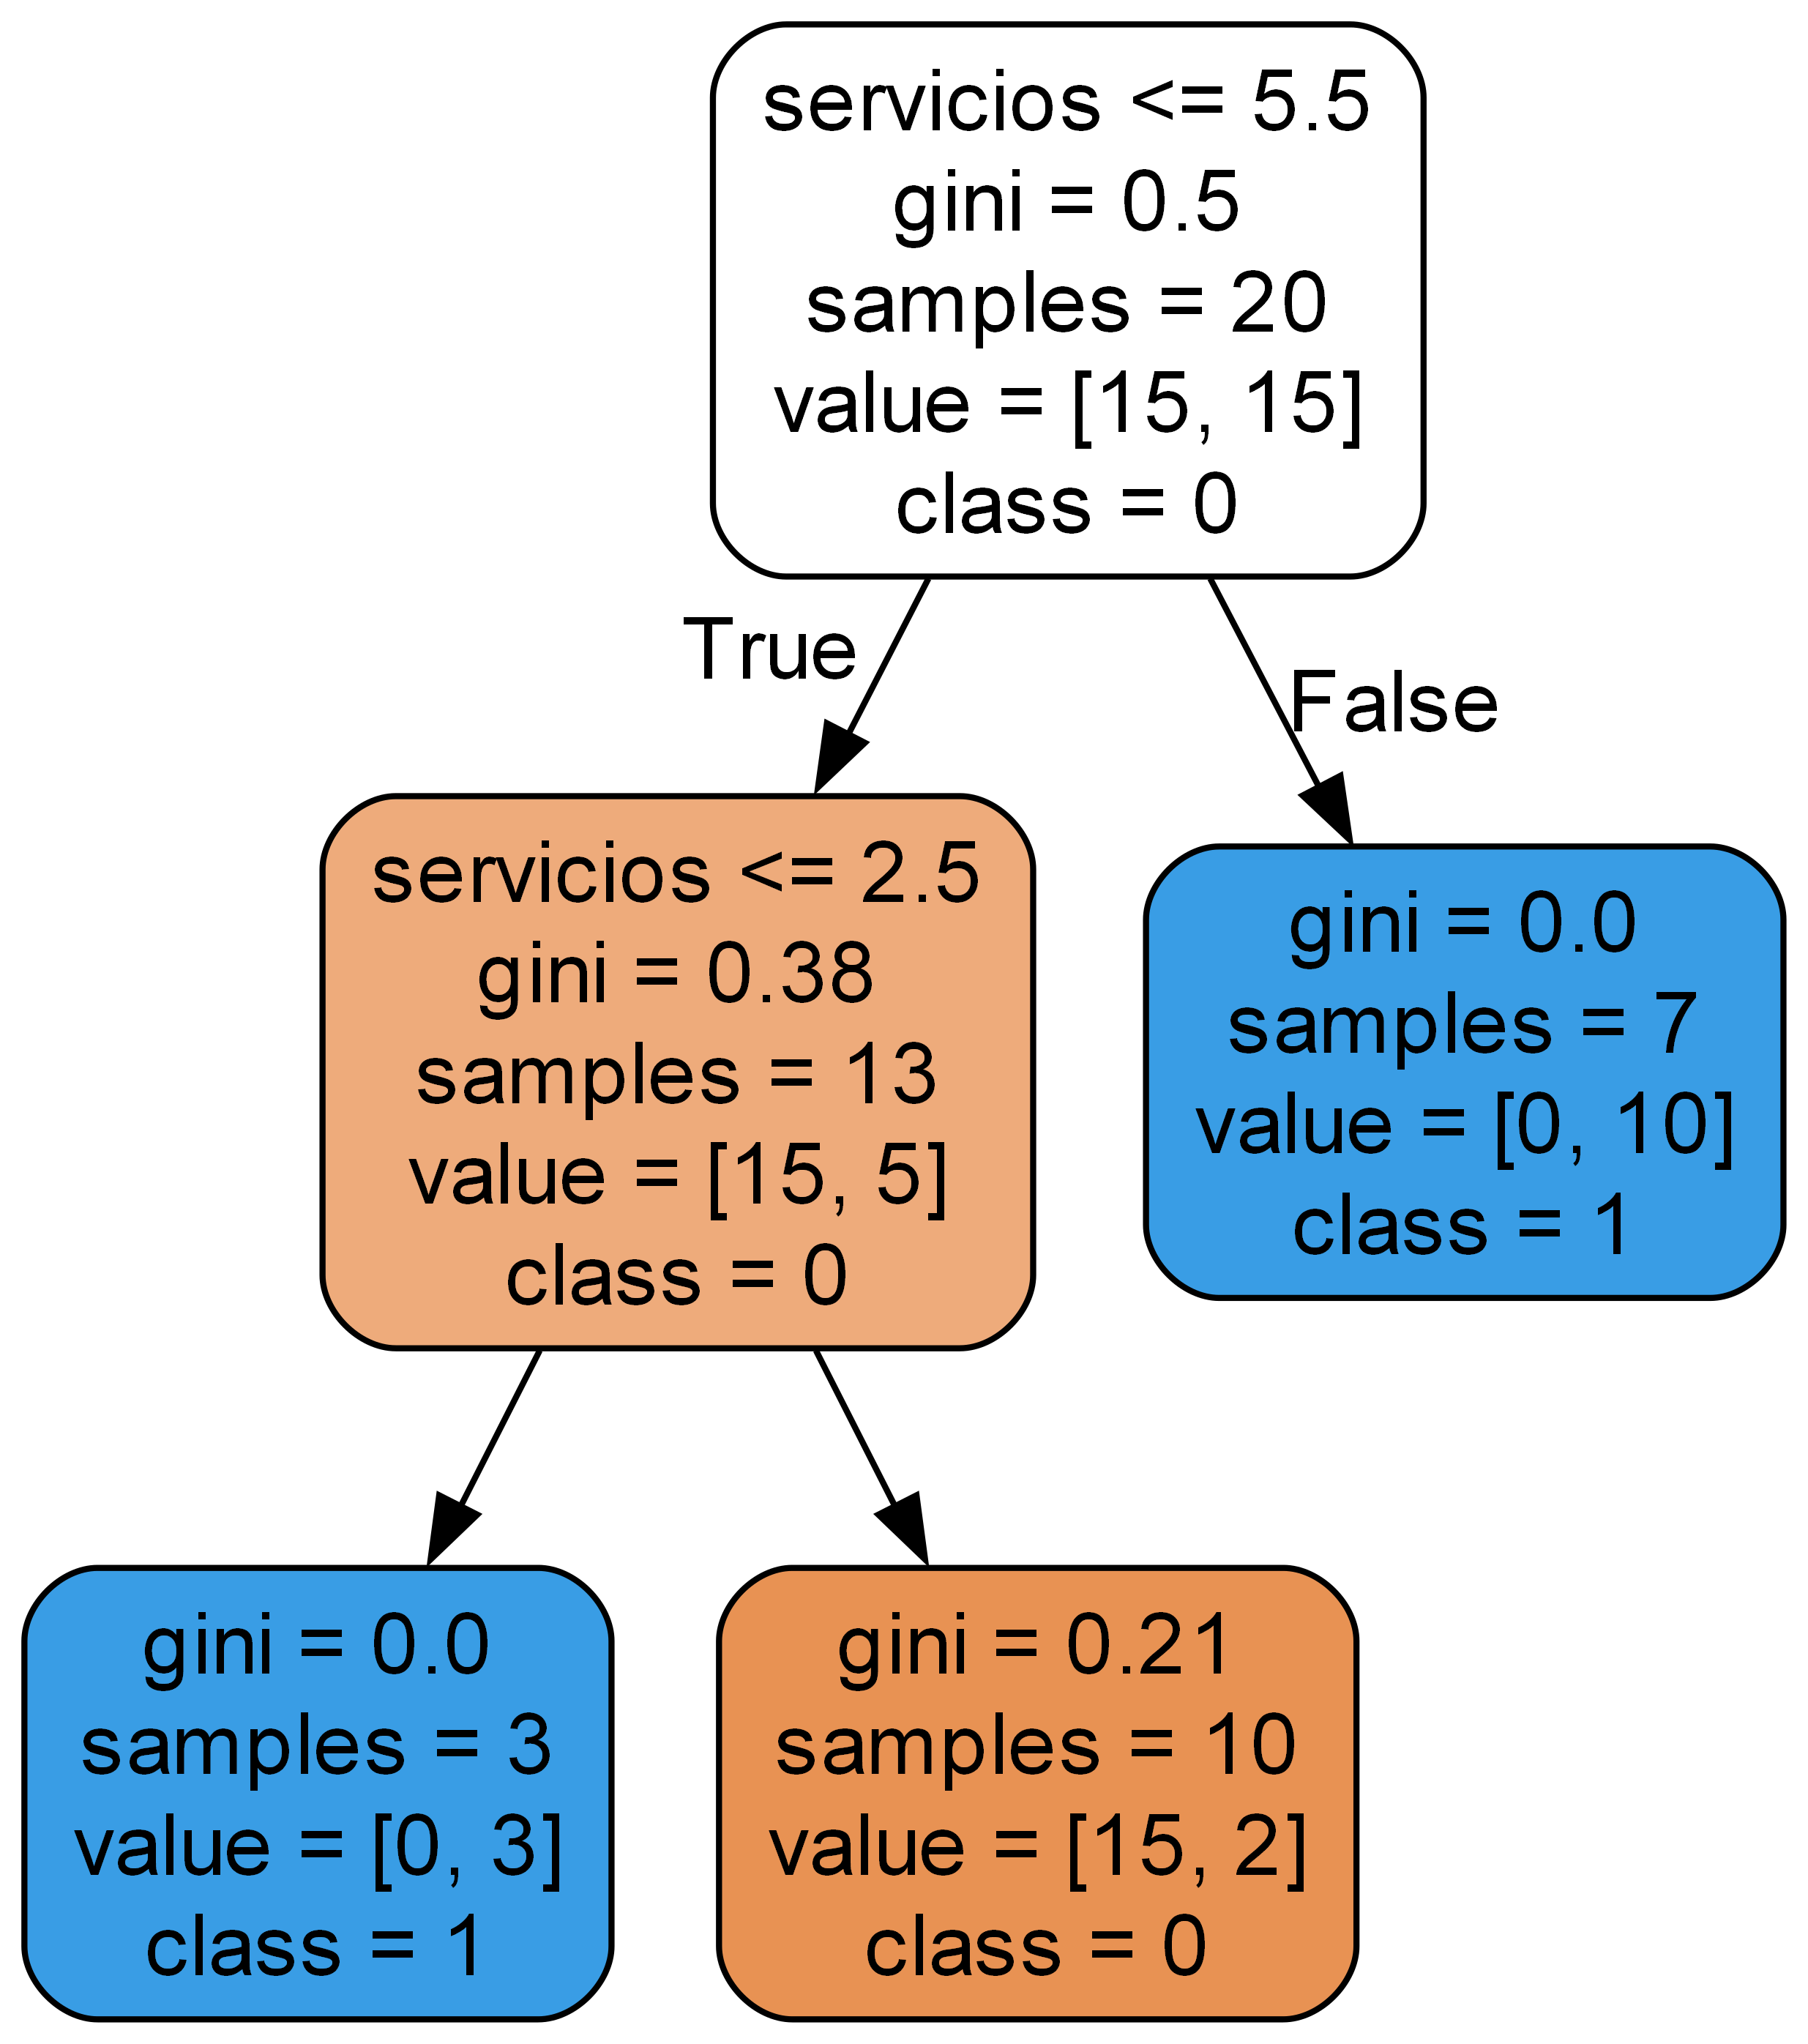 servicios <= 5.5
gini = 0.5
samples = 20
value = [15, 15]
class = 0
True
False
servicios <= 2.5
gini = 0.38
samples = 13
value = [15, 5]
class = 0
gini = 0.0
samples = 7
value = [0, 10]
class = 1
gini = 0.0
samples = 3
value = [0, 3]
class = 1
gini = 0.21
samples = 10
value = [15, 2]
class = 0